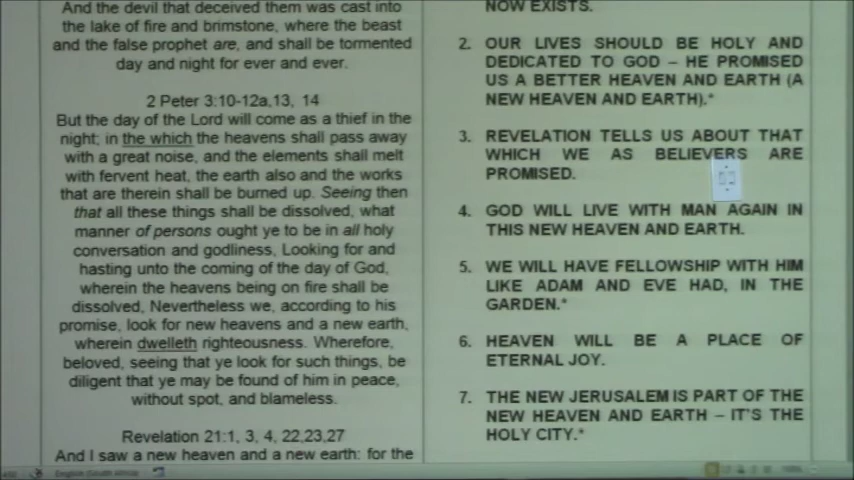 And the devil that deceived them was cast into
the lake of fire and brimstone, where the beast
and the false prophet are, and shall be tormented
day and night for ever and ever.
2 Peter 3:10-12a,13, 14
But the day of the Lord will come as a thief in the
night; in the which the heavens shall pass away
with a great noise, and the elements shall melt
with fervent heat, the earth also and the works
that are therein shall be burned up. Seeing then
that all these things shall be dissolved, what
manner of persons ought ye to be in all holy
conversation and godliness, Looking for and
hasting unto the coming of the day of God,
wherein the heavens being on fire shall be
dissolved, Nevertheless we, according to his
promise, look for new heavens and a new earth,
wherein dwelleth righteousness. Wherefore,
beloved, seeing that ye look for such things, be
diligent that ye may be found of him in peace,
without spot, and blameless.
Revelation 21:1, 3, 4, 22,23,27
And I saw a new heaven and a new earth: for the
NOW EXISTS.
2. OUR LIVES SHOULD BE HOLY AND
DEDICATED TO GOD – HE PROMISED
US A BETTER HEAVEN AND EARTH (A
NEW HEAVEN AND EARTH).*
3. REVELATION TELLS US ABOUT THAT
WHICH WE AS BELIEVERS ARE
PROMISED.
4. GOD WILL LIVE WITH MAN AGAIN IN
THIS NEW HEAVEN AND EARTH.
5. WE WILL HAVE FELLOWSHIP WITH HIM
LIKE ADAM AND EVE HAD, IN THE
GARDEN.*
6. HEAVEN WILL BE A PLACE OF
ETERNAL JOY.
7. THE NEW JERUSALEM IS PART OF THE
NEW HEAVEN AND EARTH – IT'S THE
HOLY CITY.*
English (South Africa)